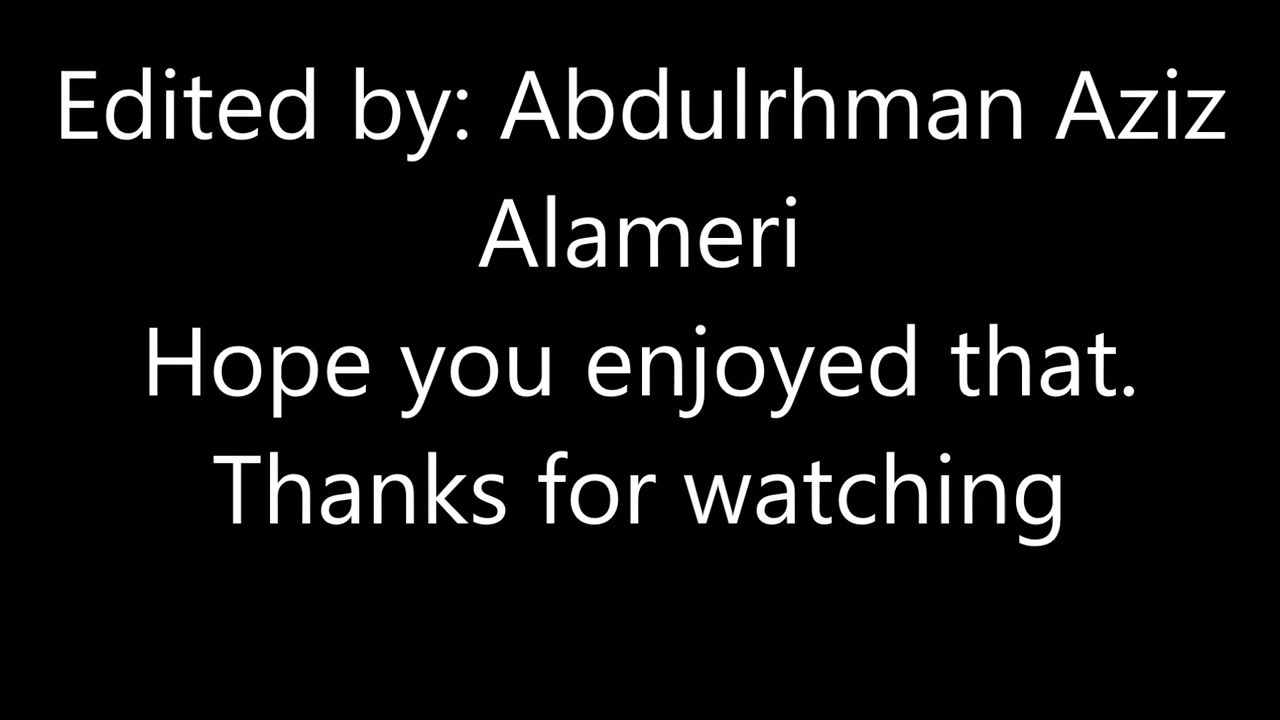 Edited by: Abdulrhman Aziz
Alameri
Hope you enjoyed that.
Thanks for watching